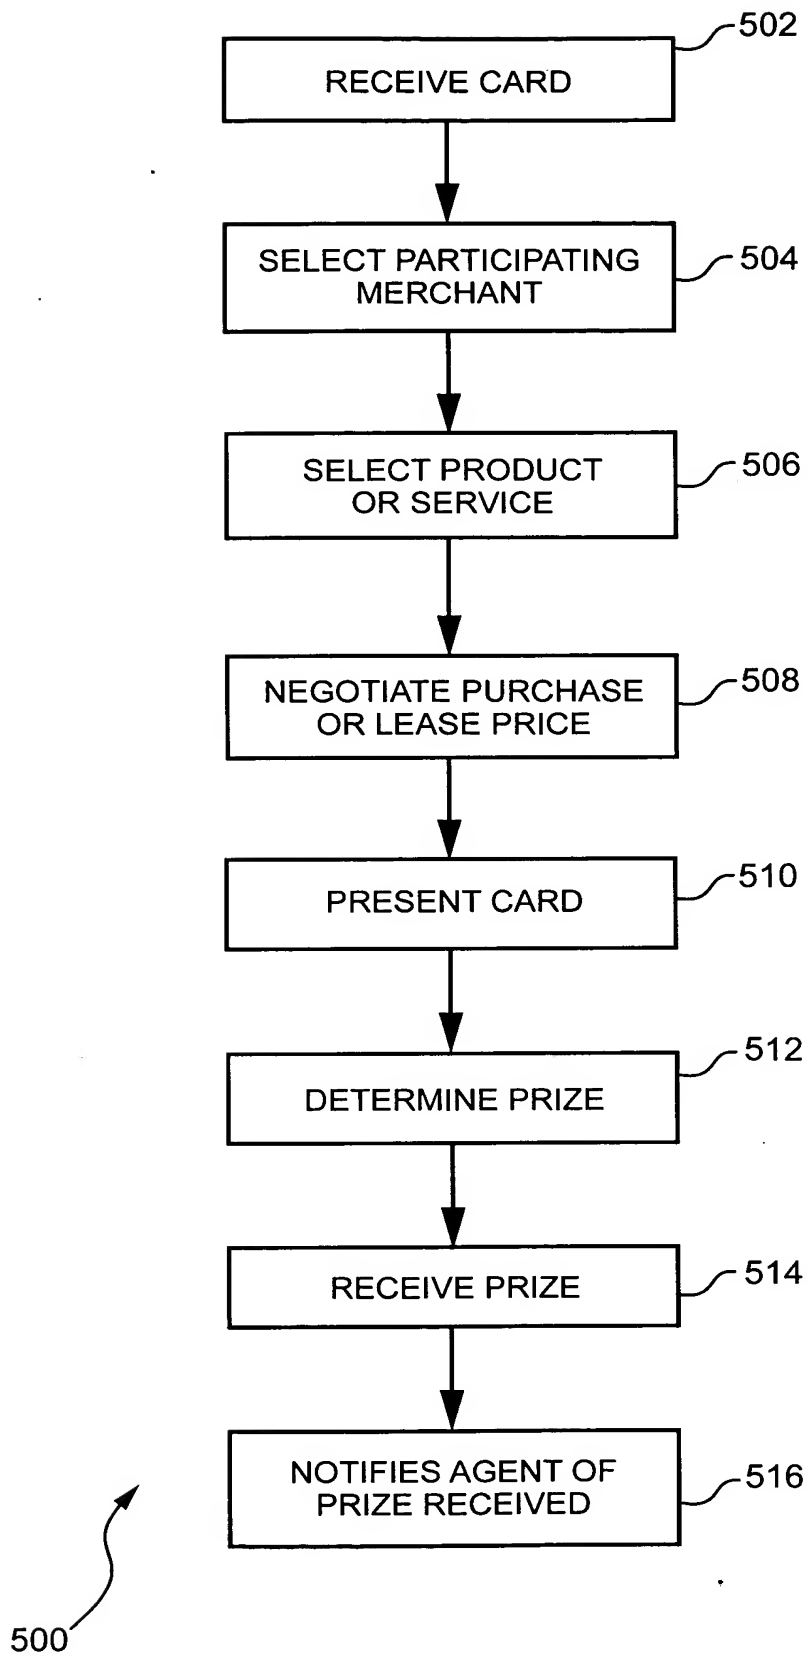 502
RECEIVE CARD
SELECT PARTICIPATING
MERCHANT
504
SELECT PRODUCT
OR SERVICE
506
NEGOTIATE PURCHASE
OR LEASE PRICE
508
PRESENT CARD
510
512
DETERMINE PRIZE
RECEIVE PRIZE
514
NOTIFIES AGENT OF
PRIZE RECEIVED
516
500